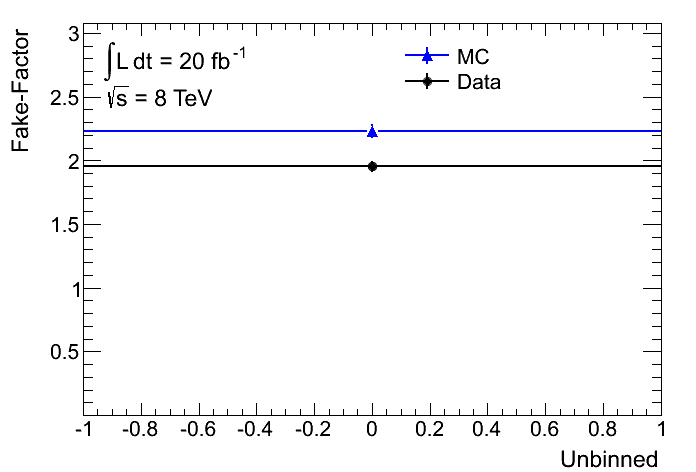 Fake-Factor
3
2.5
2
1.5
1
0.5
∫L dt = 20 fb⁻¹
√s = 8 TeV
MC
Data
-1 -0.8 -0.6 -0.4 -0.2 0 0.2 0.4 0.6 0.8 1
Unbinned